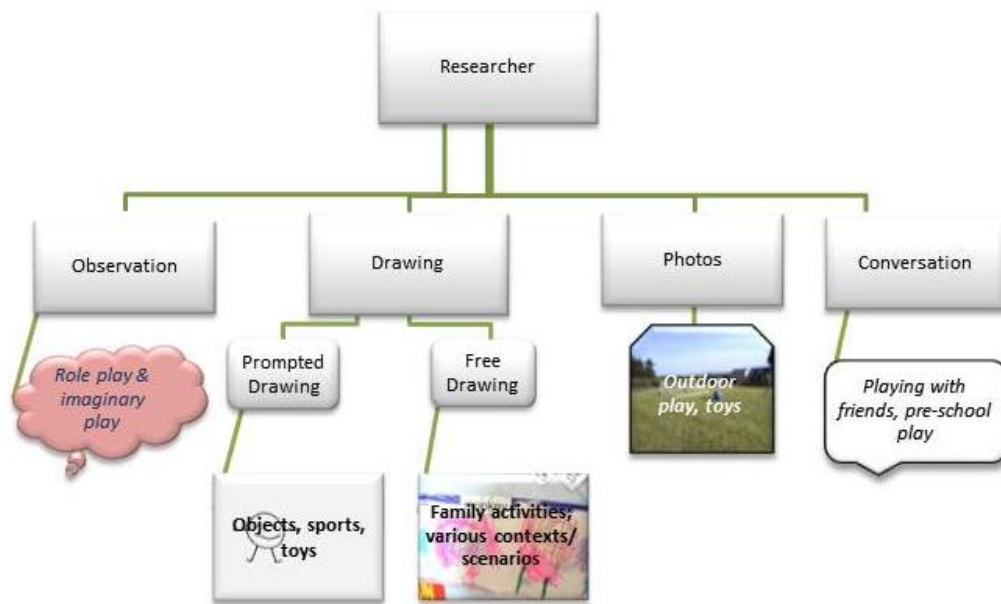 Researcher
Observation
Drawing
Photos
Conversation
Role play &
imaginary
play
Prompted
Drawing
Free
Drawing
Outdoor
play, toys
Playing with
friends, pre-school
play
Objects, sports,
toys
Family activities;
various contexts/
scenarios